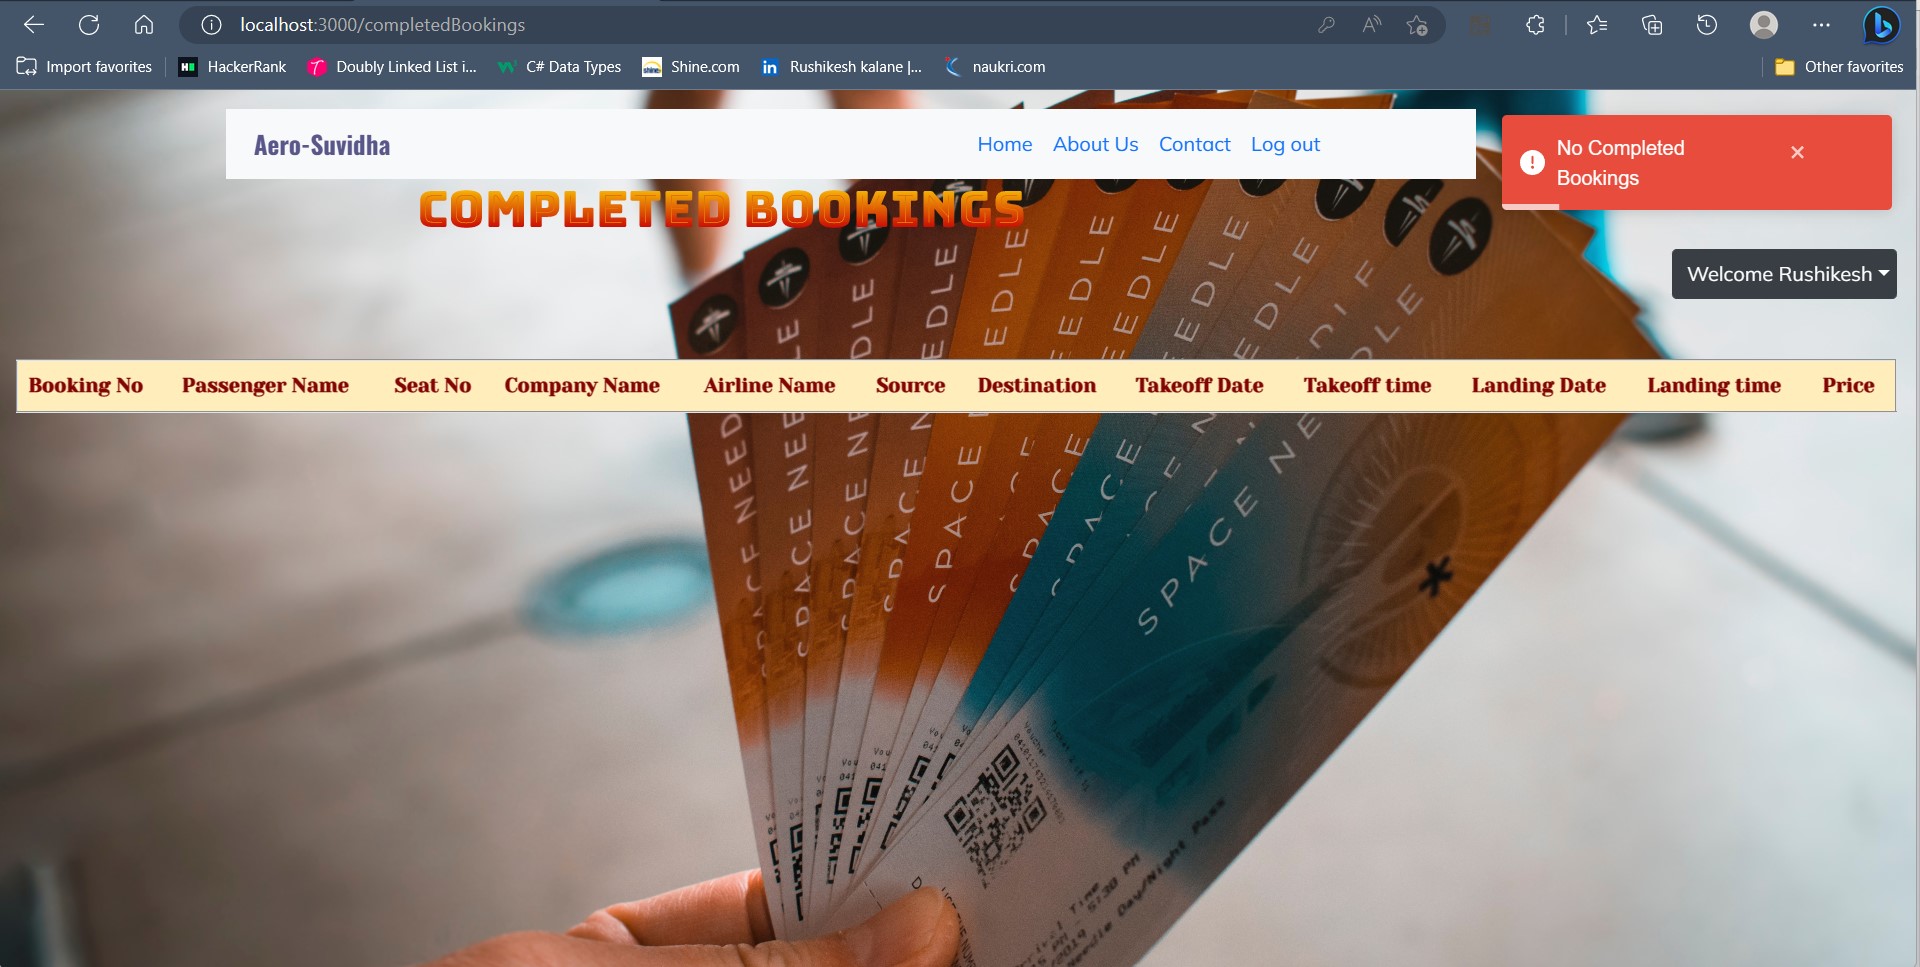 localhost:3000/completedBookings
Import favorites
HackerRank
Doubly Linked List i...
C# Data Types
Shine.com
Rushikesh kalane |...
naukri.com
Other favorites
Aero-Suvidha
Home
About Us
Contact
Log out
No Completed
Bookings
COMPLETED BOOKINGS
Welcome Rushikesh
Booking No
Passenger Name
Seat No
Company Name
Airline Name
Source
Destination
Takeoff Date
Takeoff time
Landing Date
Landing time
Price
SPACE NEEDLE